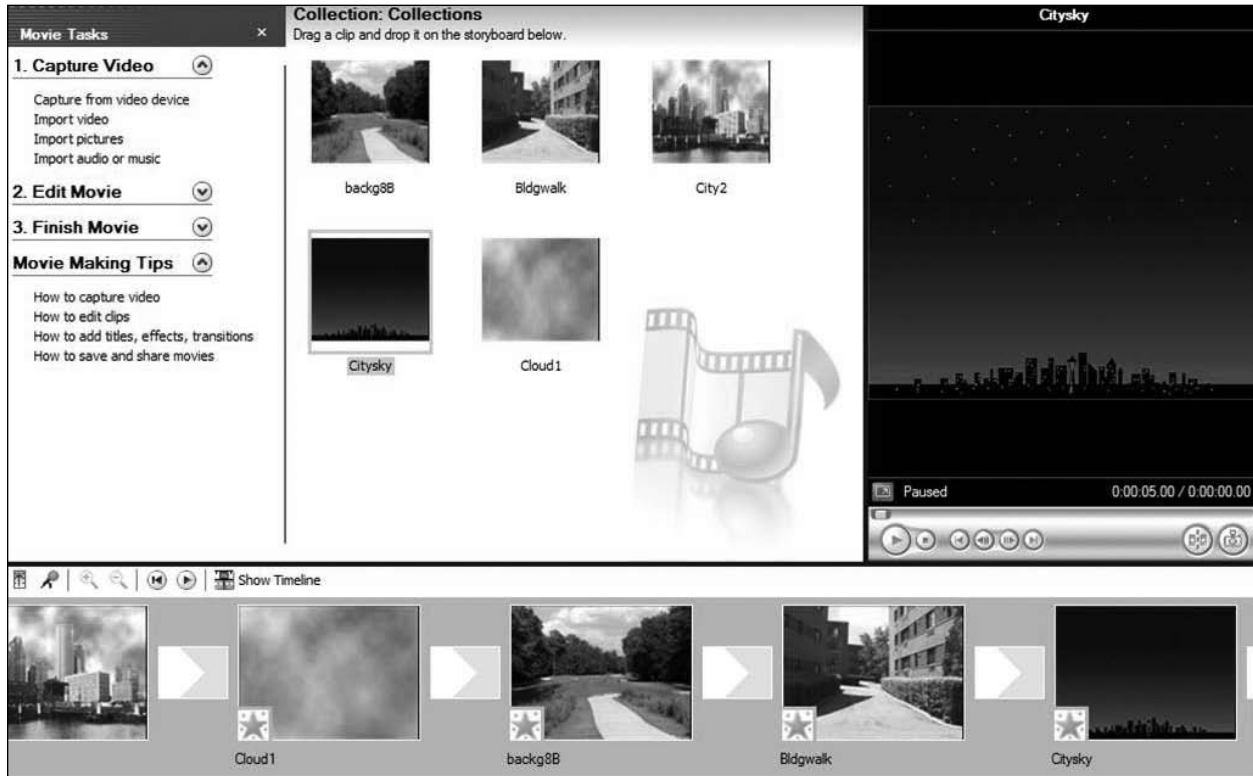 Movie Tasks ×
1. Capture Video
Capture from video device
Import video
Import pictures
Import audio or music
2. Edit Movie
3. Finish Movie
Movie Making Tips
How to capture video
How to edit clips
How to add titles, effects, transitions
How to save and share movies
Collection: Collections
Drag a clip and drop it on the storyboard below.
backg8B
Bldgwalk
City2
Citysky
Cloud1
Citysky
Paused 0:00:05.00 / 0:00:00.00
Show Timeline
Cloud1
backg8B
Bldgwalk
Citysky